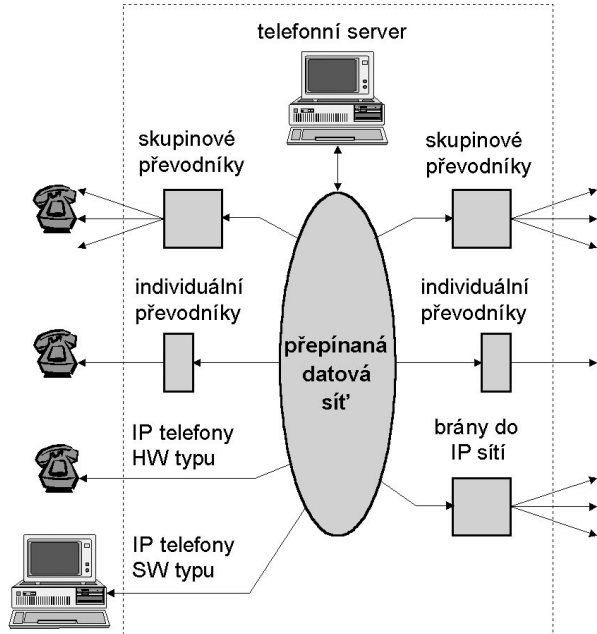 telefonní server
skupinové
převodníky
skupinové
převodníky
individuální
převodníky
individuální
převodníky
přepínaná
datová
síť
IP telefony
HW typu
brány do
IP sítí
IP telefony
SW typu